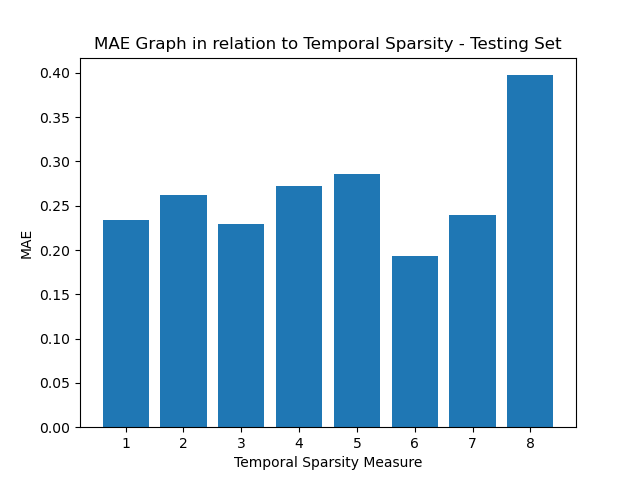 MAE Graph in relation to Temporal Sparsity - Testing Set
0.40
0.35
0.30
0.25
0.20
0.15
0.10
0.05
0.00
MAE
1 2 3 4 5 6 7 8
Temporal Sparsity Measure